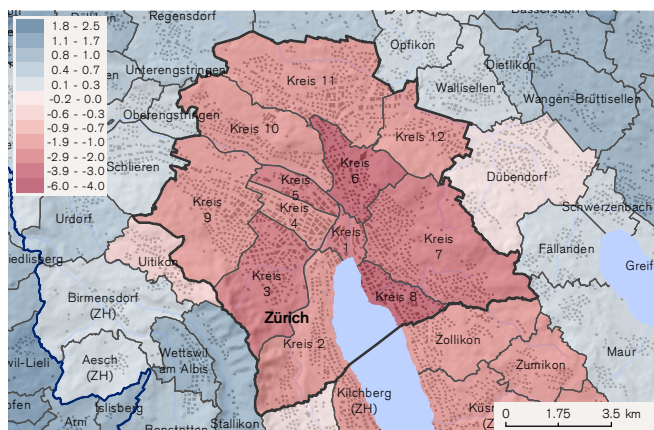 1.8 - 2.5
1.1 - 1.7
0.8 - 1.0
0.4 - 0.7
0.1 - 0.3
-0.2 - 0.0
-0.6 - -0.3
-0.9 - -0.7
-1.9 - -1.0
-2.9 - -2.0
-3.9 - -3.0
-6.0 - -4.0
Regensdorf
Opfikon
Dietlikon
Unterengstringen
Kreis 11
Wallisellen
Wangen-Brüttisellen
Oberengstringen
Kreis 10
Kreis 12
Schlieren
Kreis
6
Dübendorf
Kreis
5
Kreis
9
Kreis
4
Schwerzenbach
Urdorf
Kreis
1
Kreis
7
Fällanden
Uitikon
Greif
Kreis
3
Kreis 8
Birmensdorf
(ZH)
Zürich
Zollikon
Kreis 2
Maur
Wettswil
am Albis
Aesch
(ZH)
wil-Lieli
Zumikon
Kilchberg
(ZH)
Islisberg
Arni
Stallikon
0 1.75 3.5 km